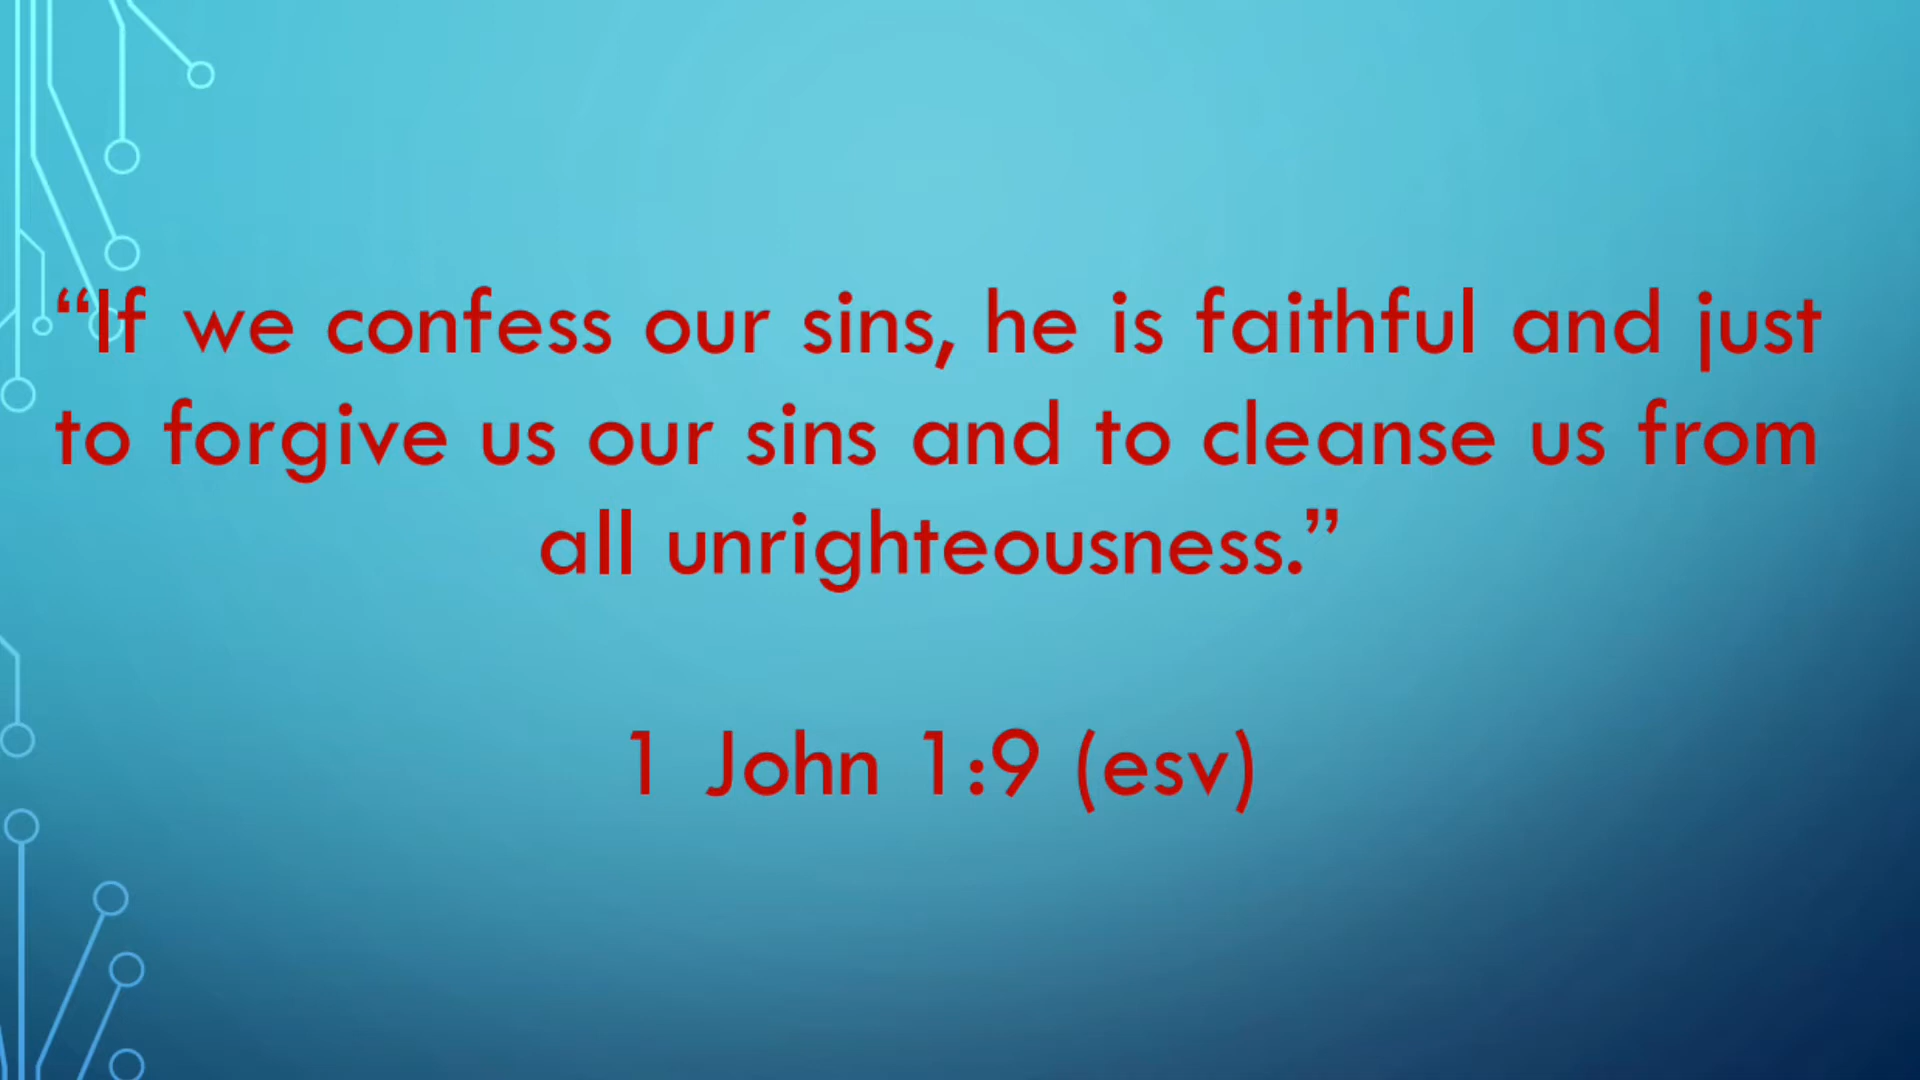 “If we confess our sins, he is faithful and just
to forgive us our sins and to cleanse us from
all unrighteousness.”
1 John 1:9 (esv)